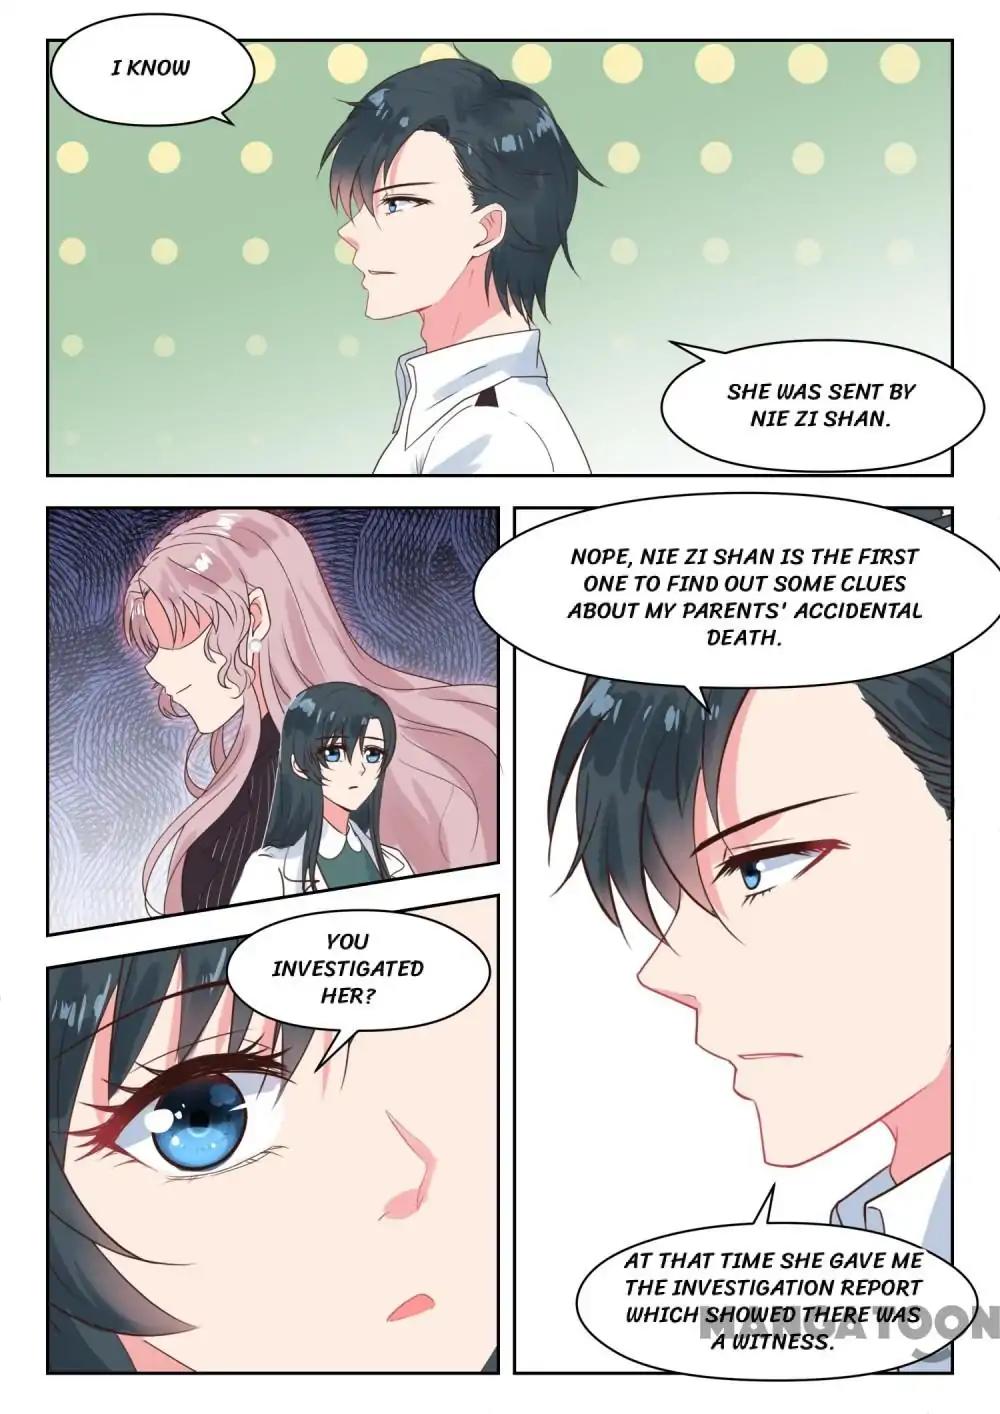 I KNOW
SHE WAS SENT BY
NIE ZI SHAN.
NOPE, NIE ZI SHAN IS THE FIRST
ONE TO FIND OUT SOME CLUES
ABOUT MY PARENTS' ACCIDENTAL
DEATH.
YOU
INVESTIGATED
HER?
AT THAT TIME SHE GAVE ME
THE INVESTIGATION REPORT
WHICH SHOWED THERE WAS
A WITNESS.
MANGATOON